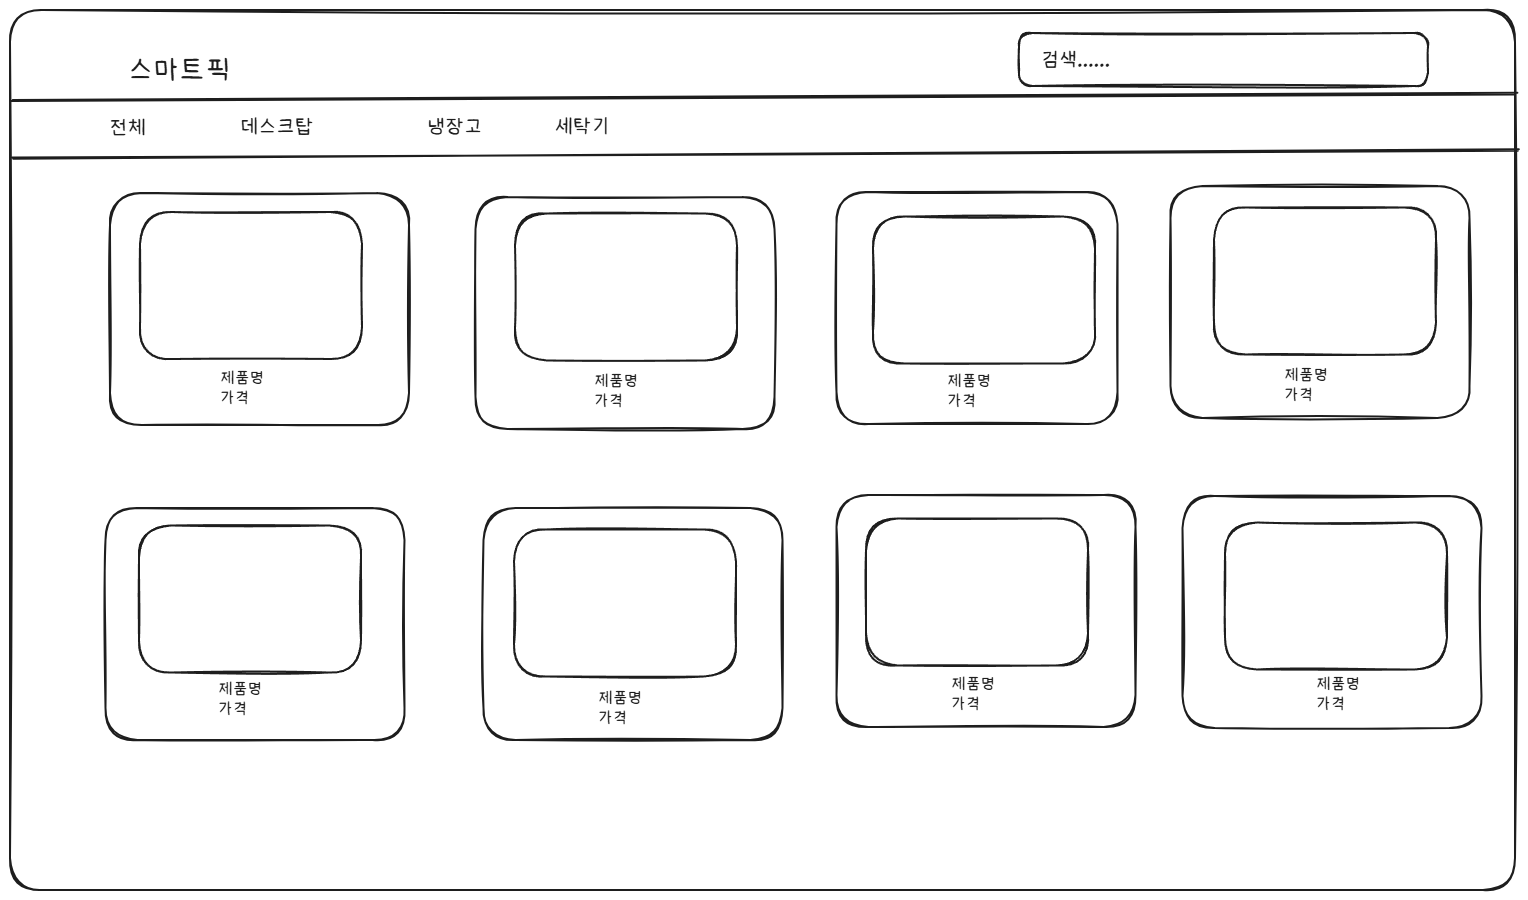 스마트픽
검색......
전체
데스크탑
냉장고
세탁기
제품명
가격
제품명
가격
제품명
가격
제품명
가격
제품명
가격
제품명
가격
제품명
가격
제품명
가격